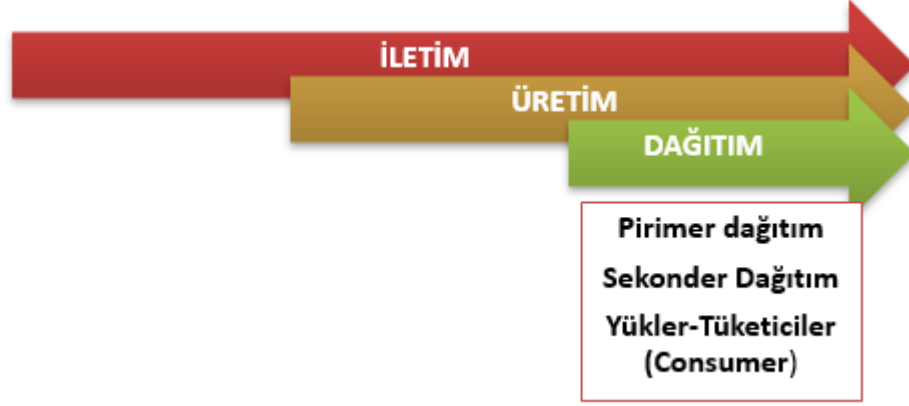 İLETİM
ÜRETİM
DAĞITIM
Pirimer dağıtım
Sekonder Dağıtım
Yükler-Tüketiciler
(Consumer)